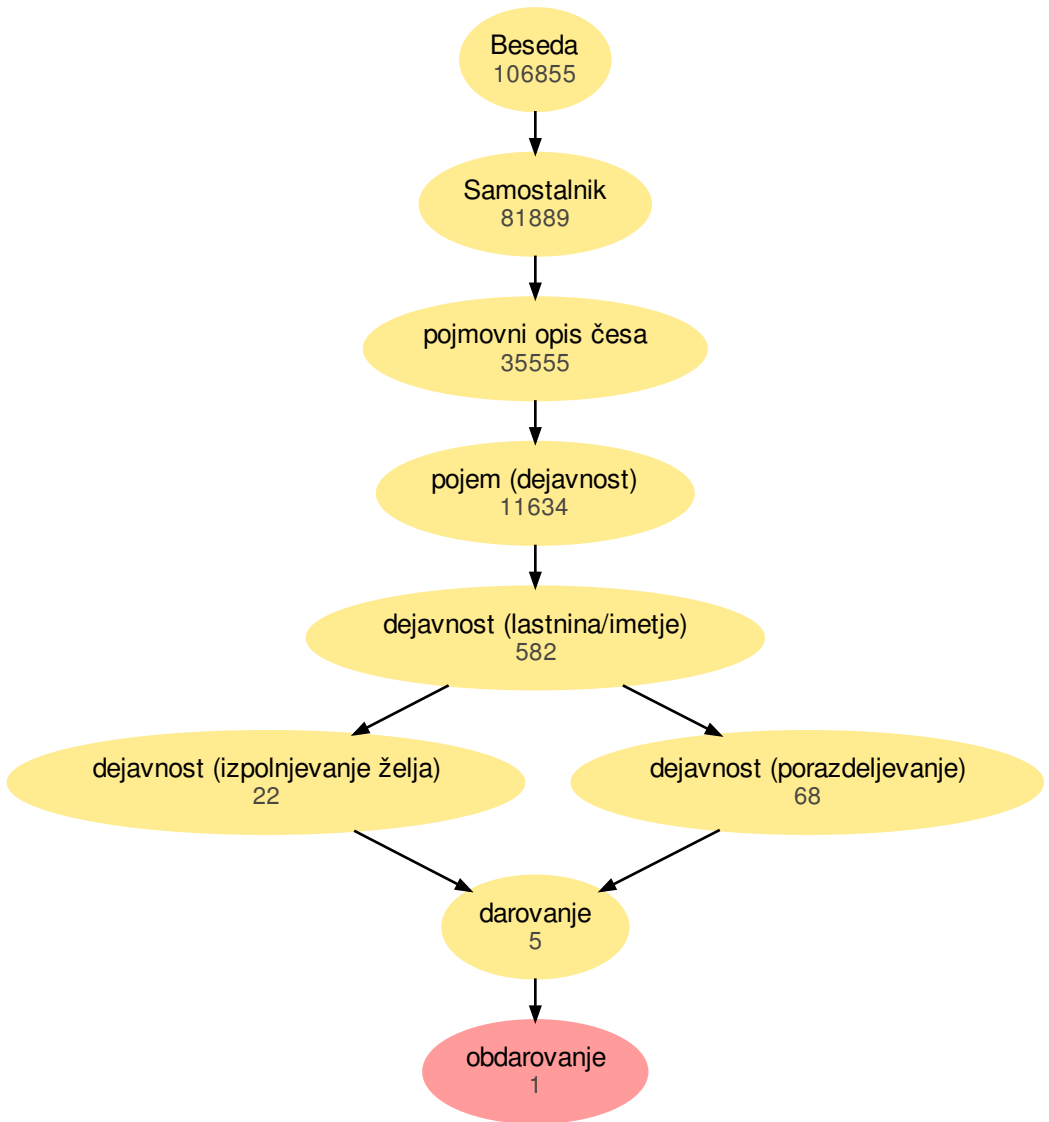 Beseda
106855
Samostalnik
81889
pojmovni opis česa
35555
pojem (dejavnost)
11634
dejavnost (lastnina/imetje)
582
dejavnost (izpolnjevanje želja)
22
dejavnost (porazdeljevanje)
68
darovanje
5
obdarovanje
1